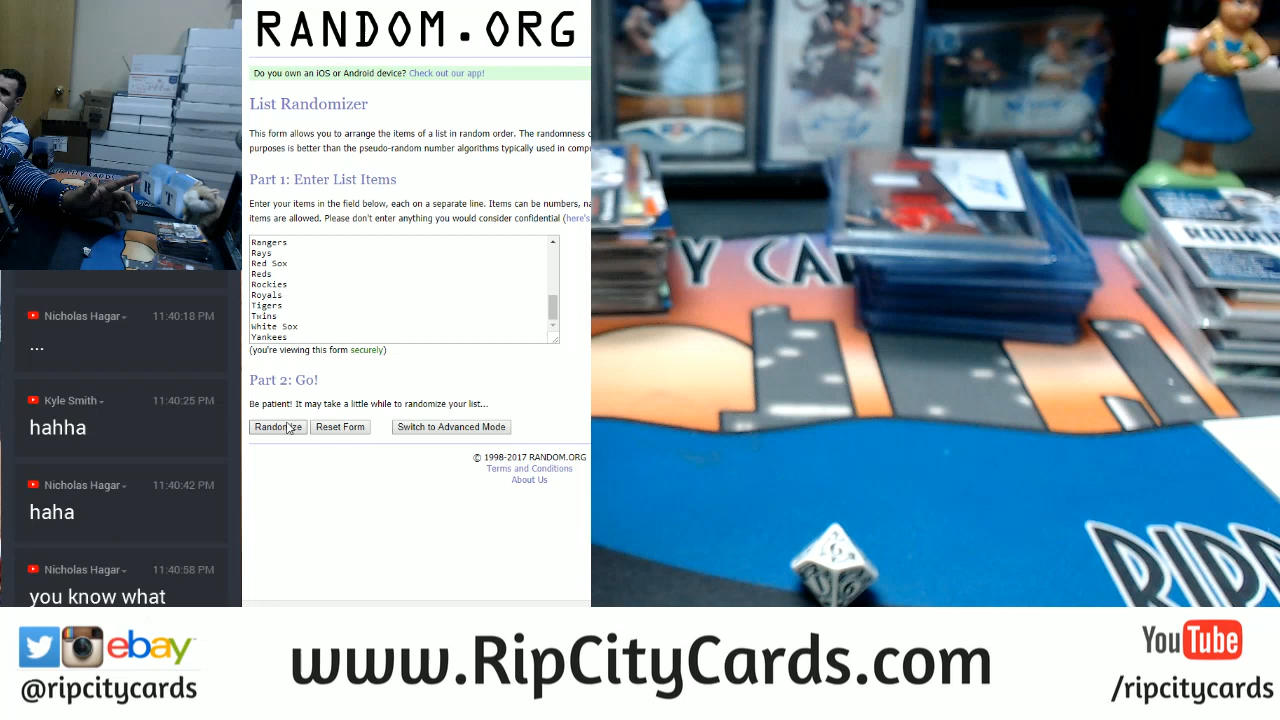 RANDOM.ORG
Do you own an iOS or Android device? Check out our app!
List Randomizer
This form allows you to arrange the items of a list in random order. The randomness
purposes is better than the pseudo-random number algorithms typically used in
Part 1: Enter List Items
Enter your items in the field below, each on a separate line. Items can be numbers,
items are allowed. Please don't enter anything you would consider confidential (here's
Rangers
Rays
Red Sox
Reds
Rockies
Royals
Tigers
Twins
White Sox
Yankees
(you're viewing this form securely)
Part 2: Go!
Be patient! It may take a little while to randomize your list...
Randomize Reset Form Switch to Advanced Mode
© 1998-2017 RANDOM.ORG
Terms and Conditions
About Us
Nicholas Hagar 11:40:18 PM
...
Kyle Smith 11:40:25 PM
hahha
Nicholas Hagar 11:40:42 PM
haha
Nicholas Hagar 11:40:58 PM
you know what
Y CA
RIPP
ebay
@ripcitycards
www.RipCityCards.com
YouTube
/ripcitycards